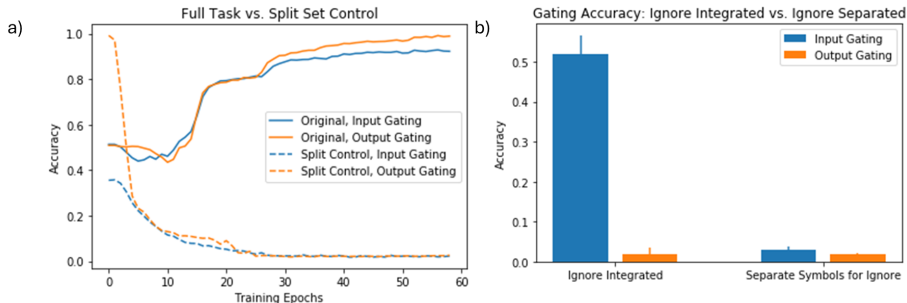 a)
Full Task vs. Split Set Control
Accuracy
1.0
0.8
0.6
0.4
0.2
0.0
Original, Input Gating
Original, Output Gating
Split Control, Input Gating
Split Control, Output Gating
0 10 20 30 40 50 60
Training Epochs
b)
Gating Accuracy: Ignore Integrated vs. Ignore Separated
Accuracy
0.5
0.4
0.3
0.2
0.1
0.0
Input Gating
Output Gating
Ignore Integrated
Separate Symbols for Ignore